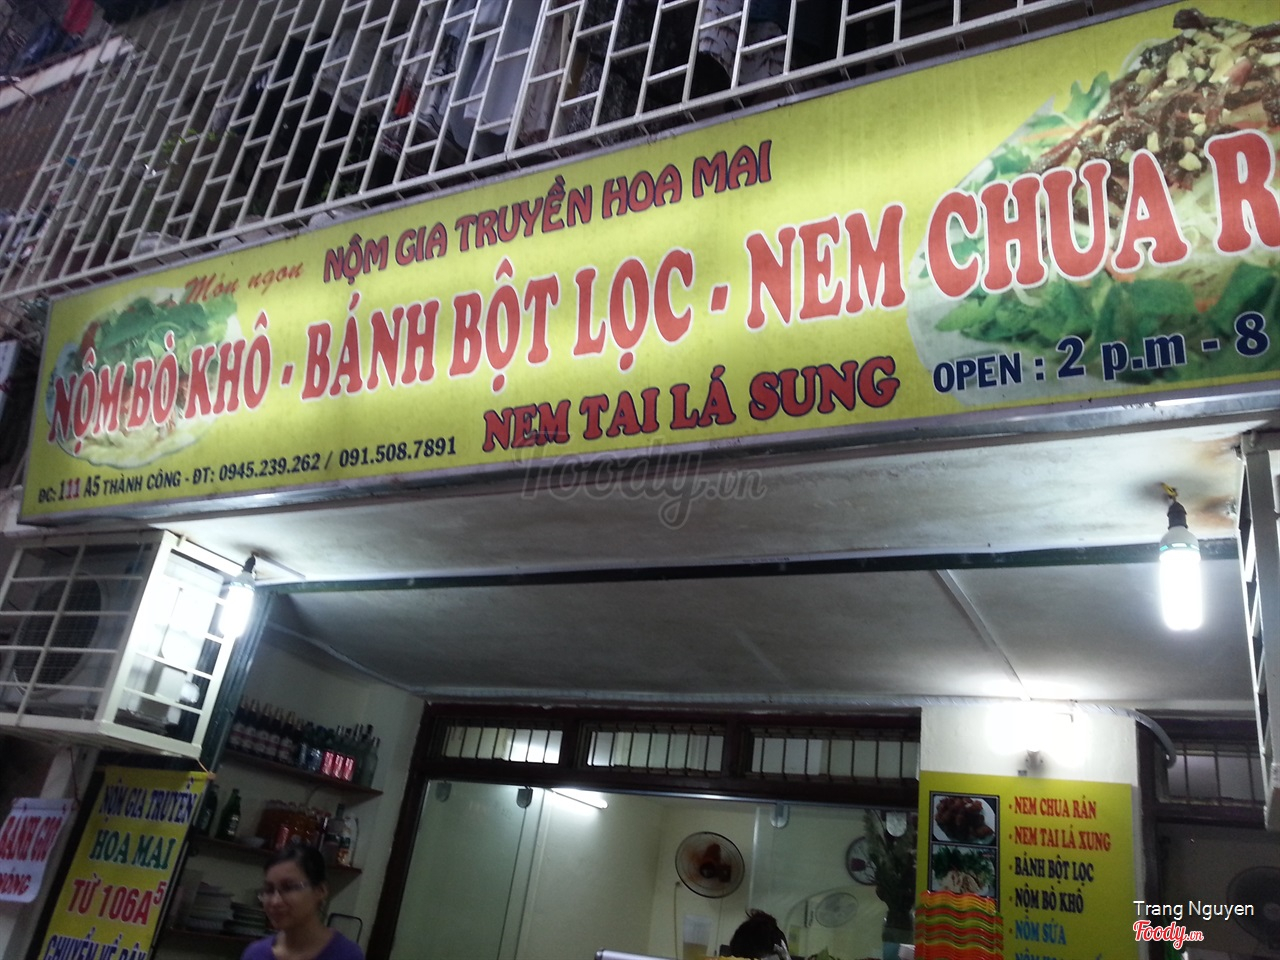 NỘM GIA TRUYỀN HOA MAI
Món ngon
NỘM BÒ KHÔ - BÁNH BỘT LỌC - NEM CHUA R
NEM TAI LÁ SUNG
OPEN : 2 p.m - 8
ĐC: 111 A5 THÀNH CÔNG - ĐT: 0945.239.262 / 091.508.7891
Foody.vn
NỘM GIA TRUYỀN
HOA MAI
TỪ 106A5
CHUYỂN VỀ ĐÂY
BÁNH GIÒ
NÓNG
- NEM CHUA RÁN
- NEM TAI LÁ XUNG
- BÁNH BỘT LỌC
- NỘM BÒ KHÔ
- NỘM SỨA
Trang Nguyen
Foody.vn